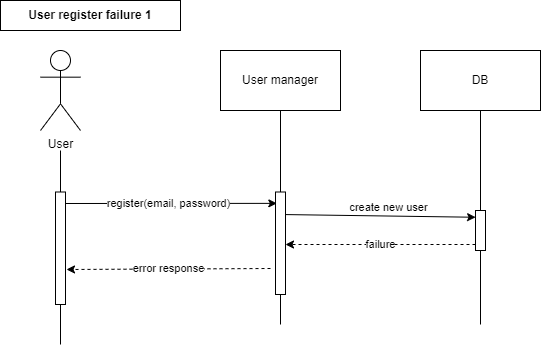 User register failure 1
User manager
DB
User
register(email, password)
create new user
failure
error response